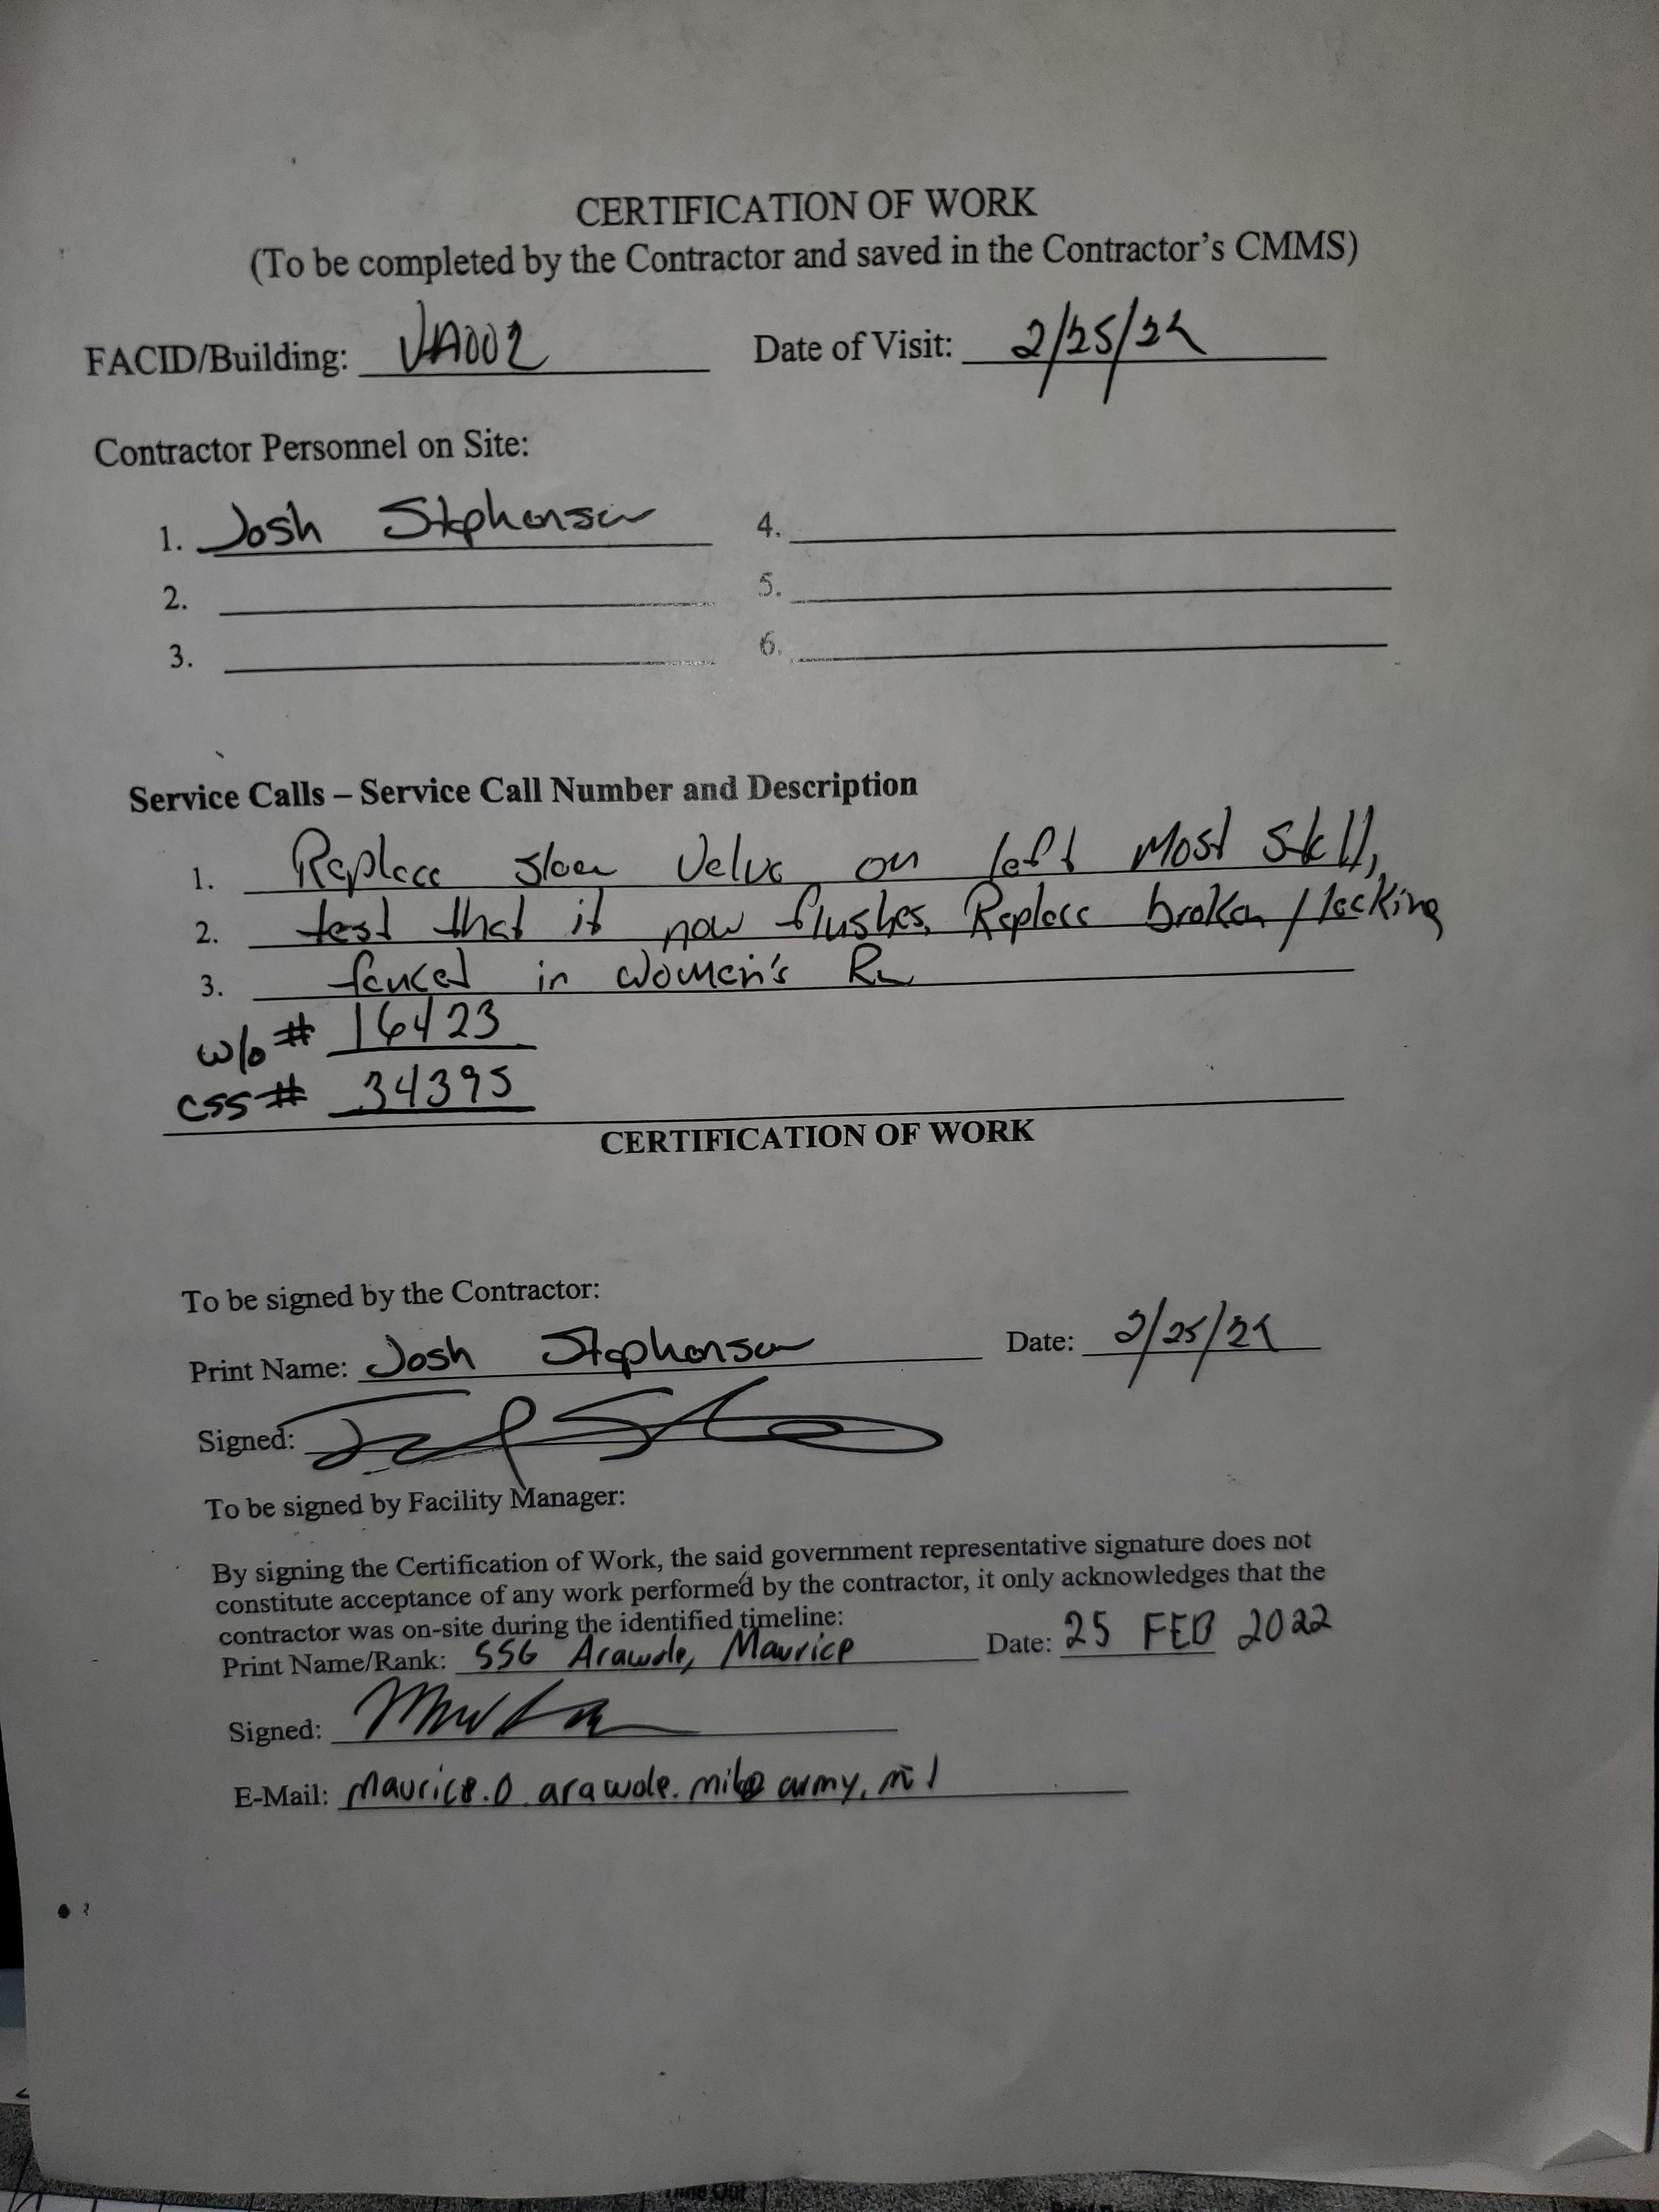 CERTIFICATION OF WORK
(To be completed by the Contractor and saved in the Contractor's CMMS)
FACID/Building: VA002 Date of Visit: 2/25/22
Contractor Personnel on Site:
1. Josh Stephenson 4.
2. 5.
3. 6.
Service Calls – Service Call Number and Description
1. Replace Sloan Valve on left Most Stall,
2. test that it now flushes. Replace broken / leaking
3. faucet in Women's Rm
w/o # 16423
css # 34395
CERTIFICATION OF WORK
To be signed by the Contractor:
Print Name: Josh Stephenson Date: 2/25/22
Signed:
To be signed by Facility Manager:
By signing the Certification of Work, the said government representative signature does not
constitute acceptance of any work performed by the contractor, it only acknowledges that the
contractor was on-site during the identified timeline:
Print Name/Rank: SSG Arawole, Maurice Date: 25 FEB 2022
Signed:
E-Mail: Maurice.O.arawole.mil@army.mil